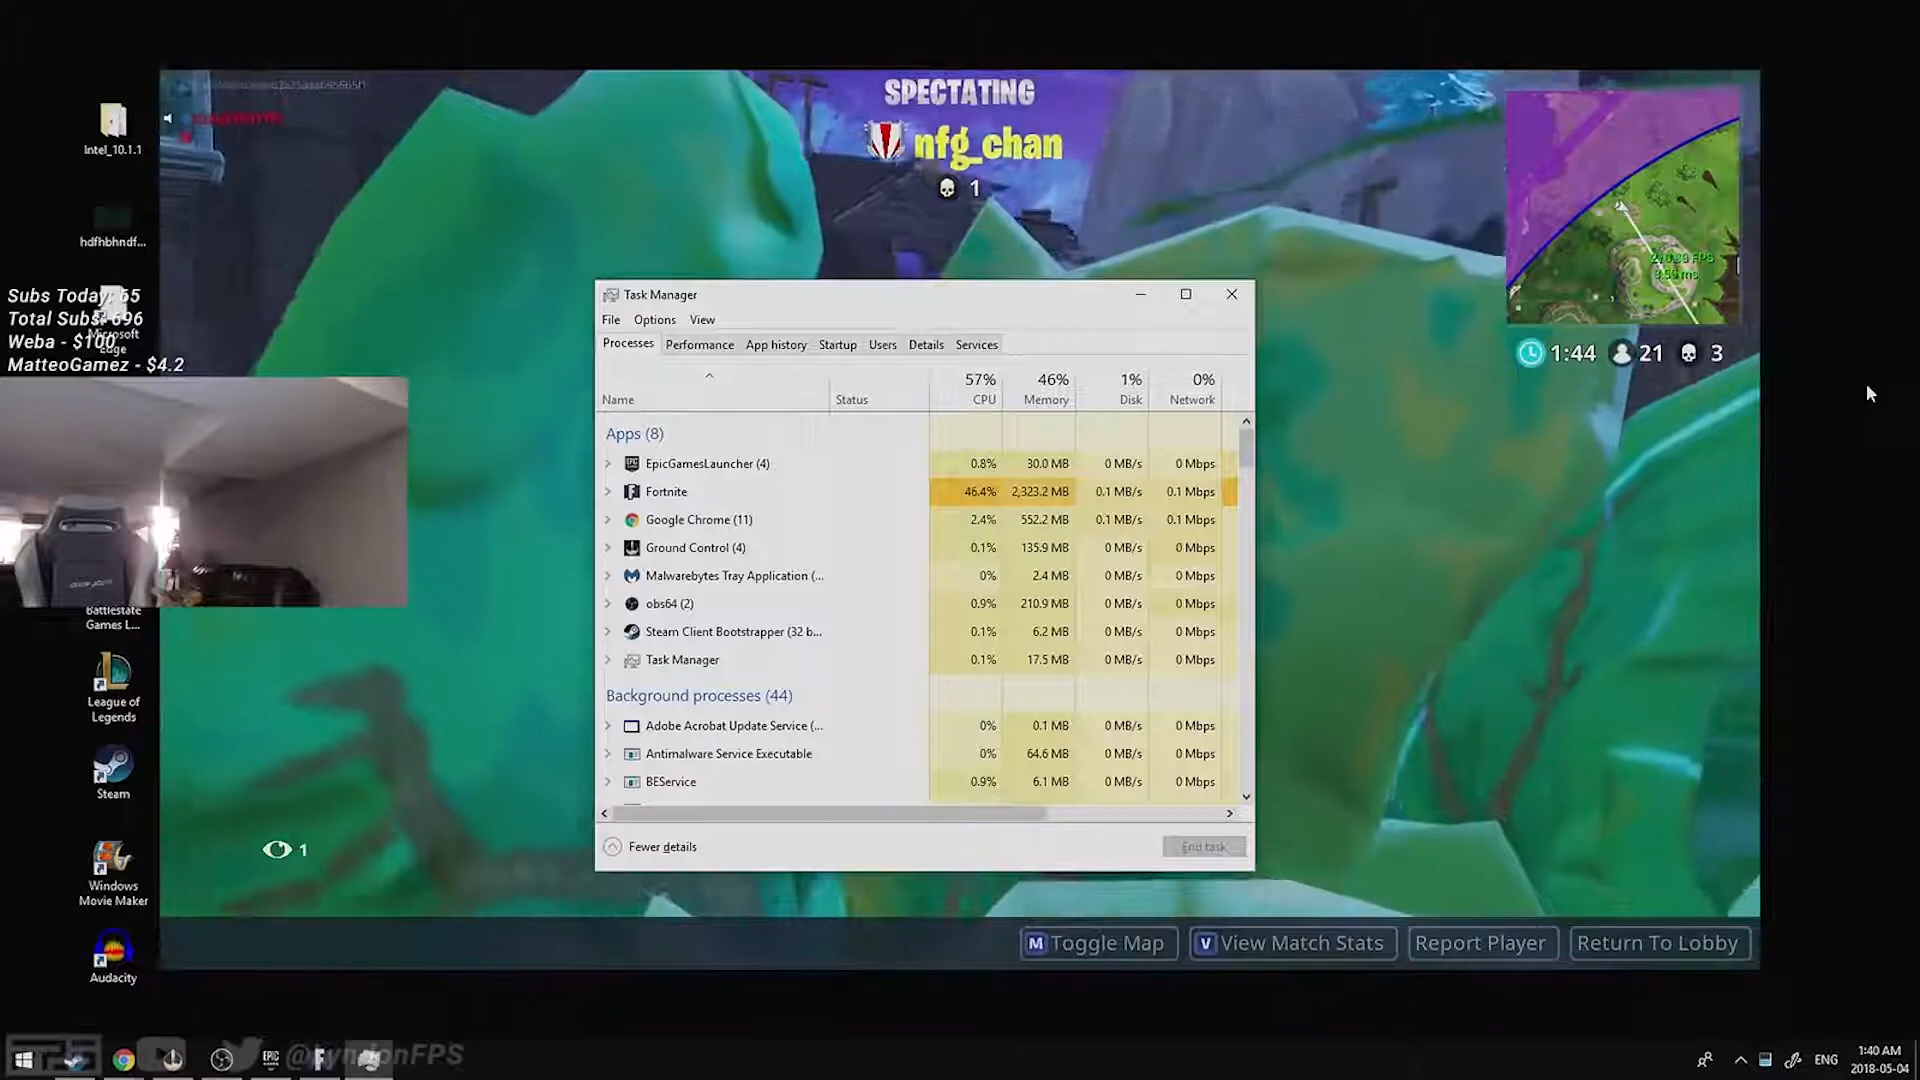 SPECTATING
nfg_chan
1
Intel_10.1.1
hdfhbhndf...
Microsoft
Edge
Subs Today: 65
Total Subs: 696
Weba - $100
MatteoGamez - $4.2
1:44 21 3
Task Manager
File Options View
Processes Performance App history Startup Users Details Services
57% 46% 1% 0%
Name Status CPU Memory Disk Network
Apps (8)
EpicGamesLauncher (4) 0.8% 30.0 MB 0 MB/s 0 Mbps
Fortnite 46.4% 2,323.2 MB 0.1 MB/s 0.1 Mbps
Google Chrome (11) 2.4% 552.2 MB 0.1 MB/s 0.1 Mbps
Ground Control (4) 0.1% 135.9 MB 0 MB/s 0 Mbps
Malwarebytes Tray Application (... 0% 2.4 MB 0 MB/s 0 Mbps
obs64 (2) 0.9% 210.9 MB 0 MB/s 0 Mbps
Steam Client Bootstrapper (32 b... 0.1% 6.2 MB 0 MB/s 0 Mbps
Task Manager 0.1% 17.5 MB 0 MB/s 0 Mbps
Background processes (44)
Adobe Acrobat Update Service (... 0% 0.1 MB 0 MB/s 0 Mbps
Antimalware Service Executable 0% 64.6 MB 0 MB/s 0 Mbps
BEService 0.9% 6.1 MB 0 MB/s 0 Mbps
Fewer details End task
Battlestate
Games L...
League of
Legends
Steam
Windows
Movie Maker
Audacity
1
M Toggle Map V View Match Stats Report Player Return To Lobby
EPIC
@LyndonFPS
ENG
1:40 AM
2018-05-04